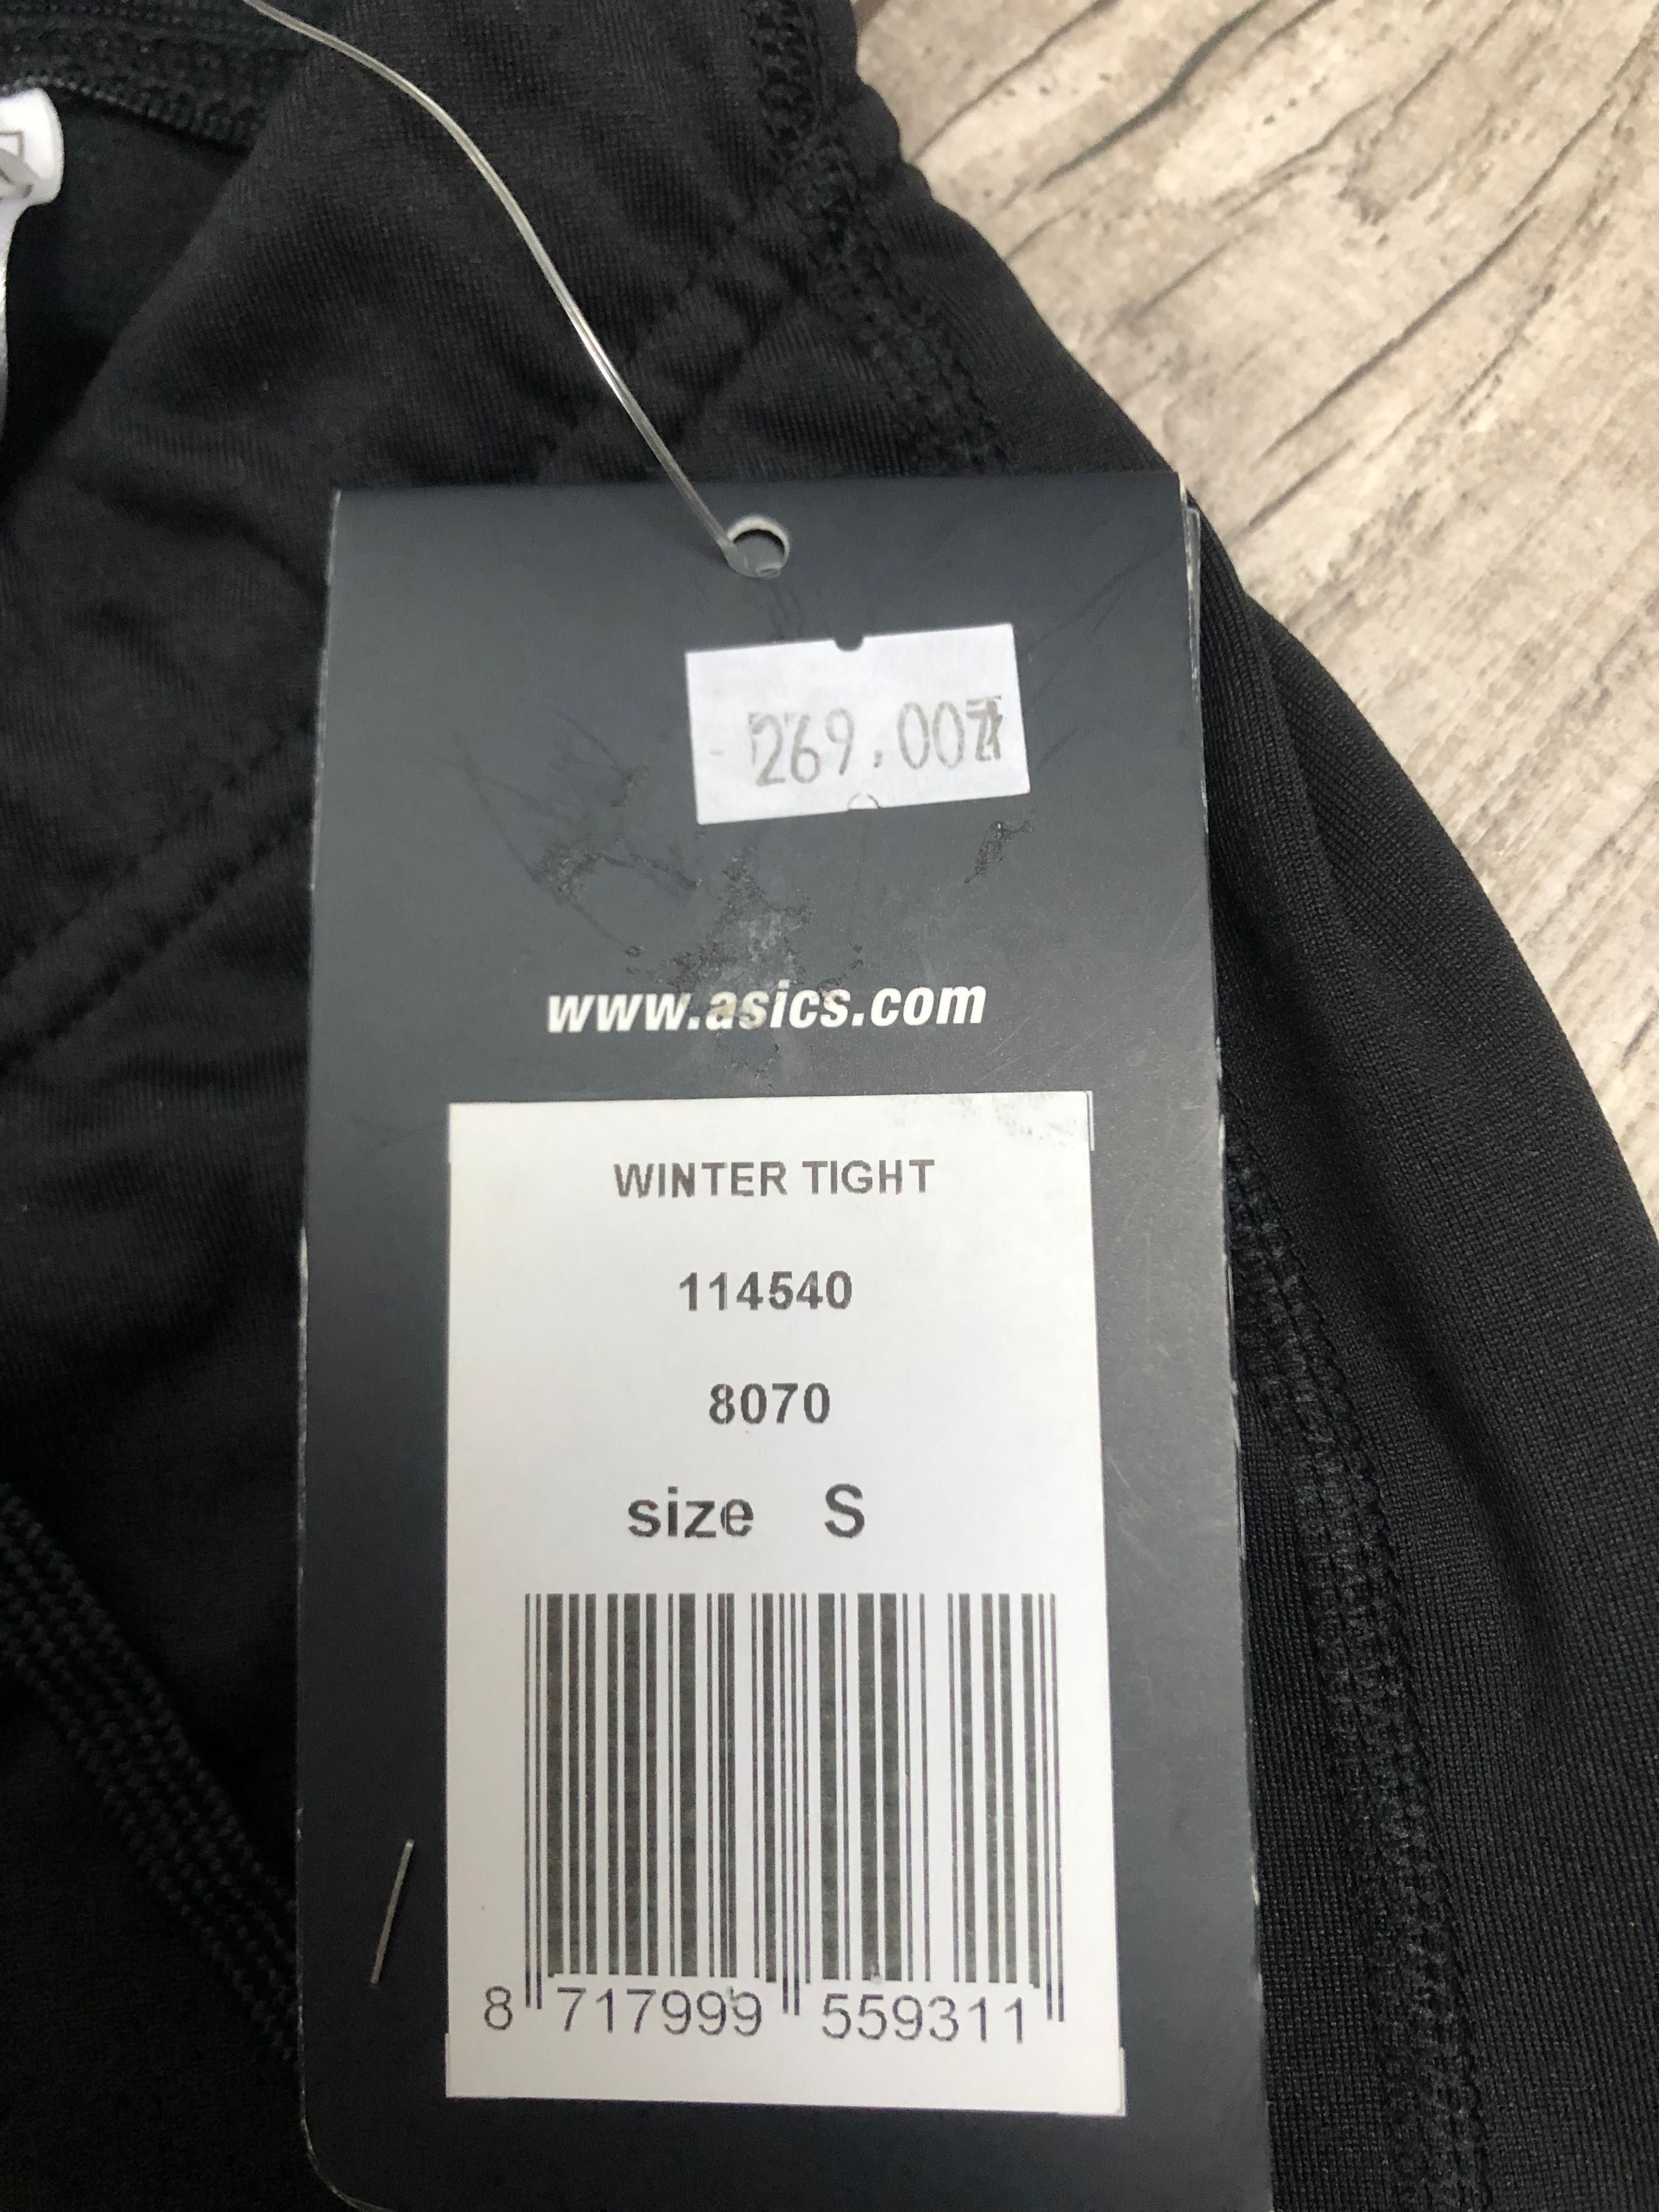 269.00zł
www.asics.com
WINTER TIGHT
114540
8070
size S
8 717999 559311